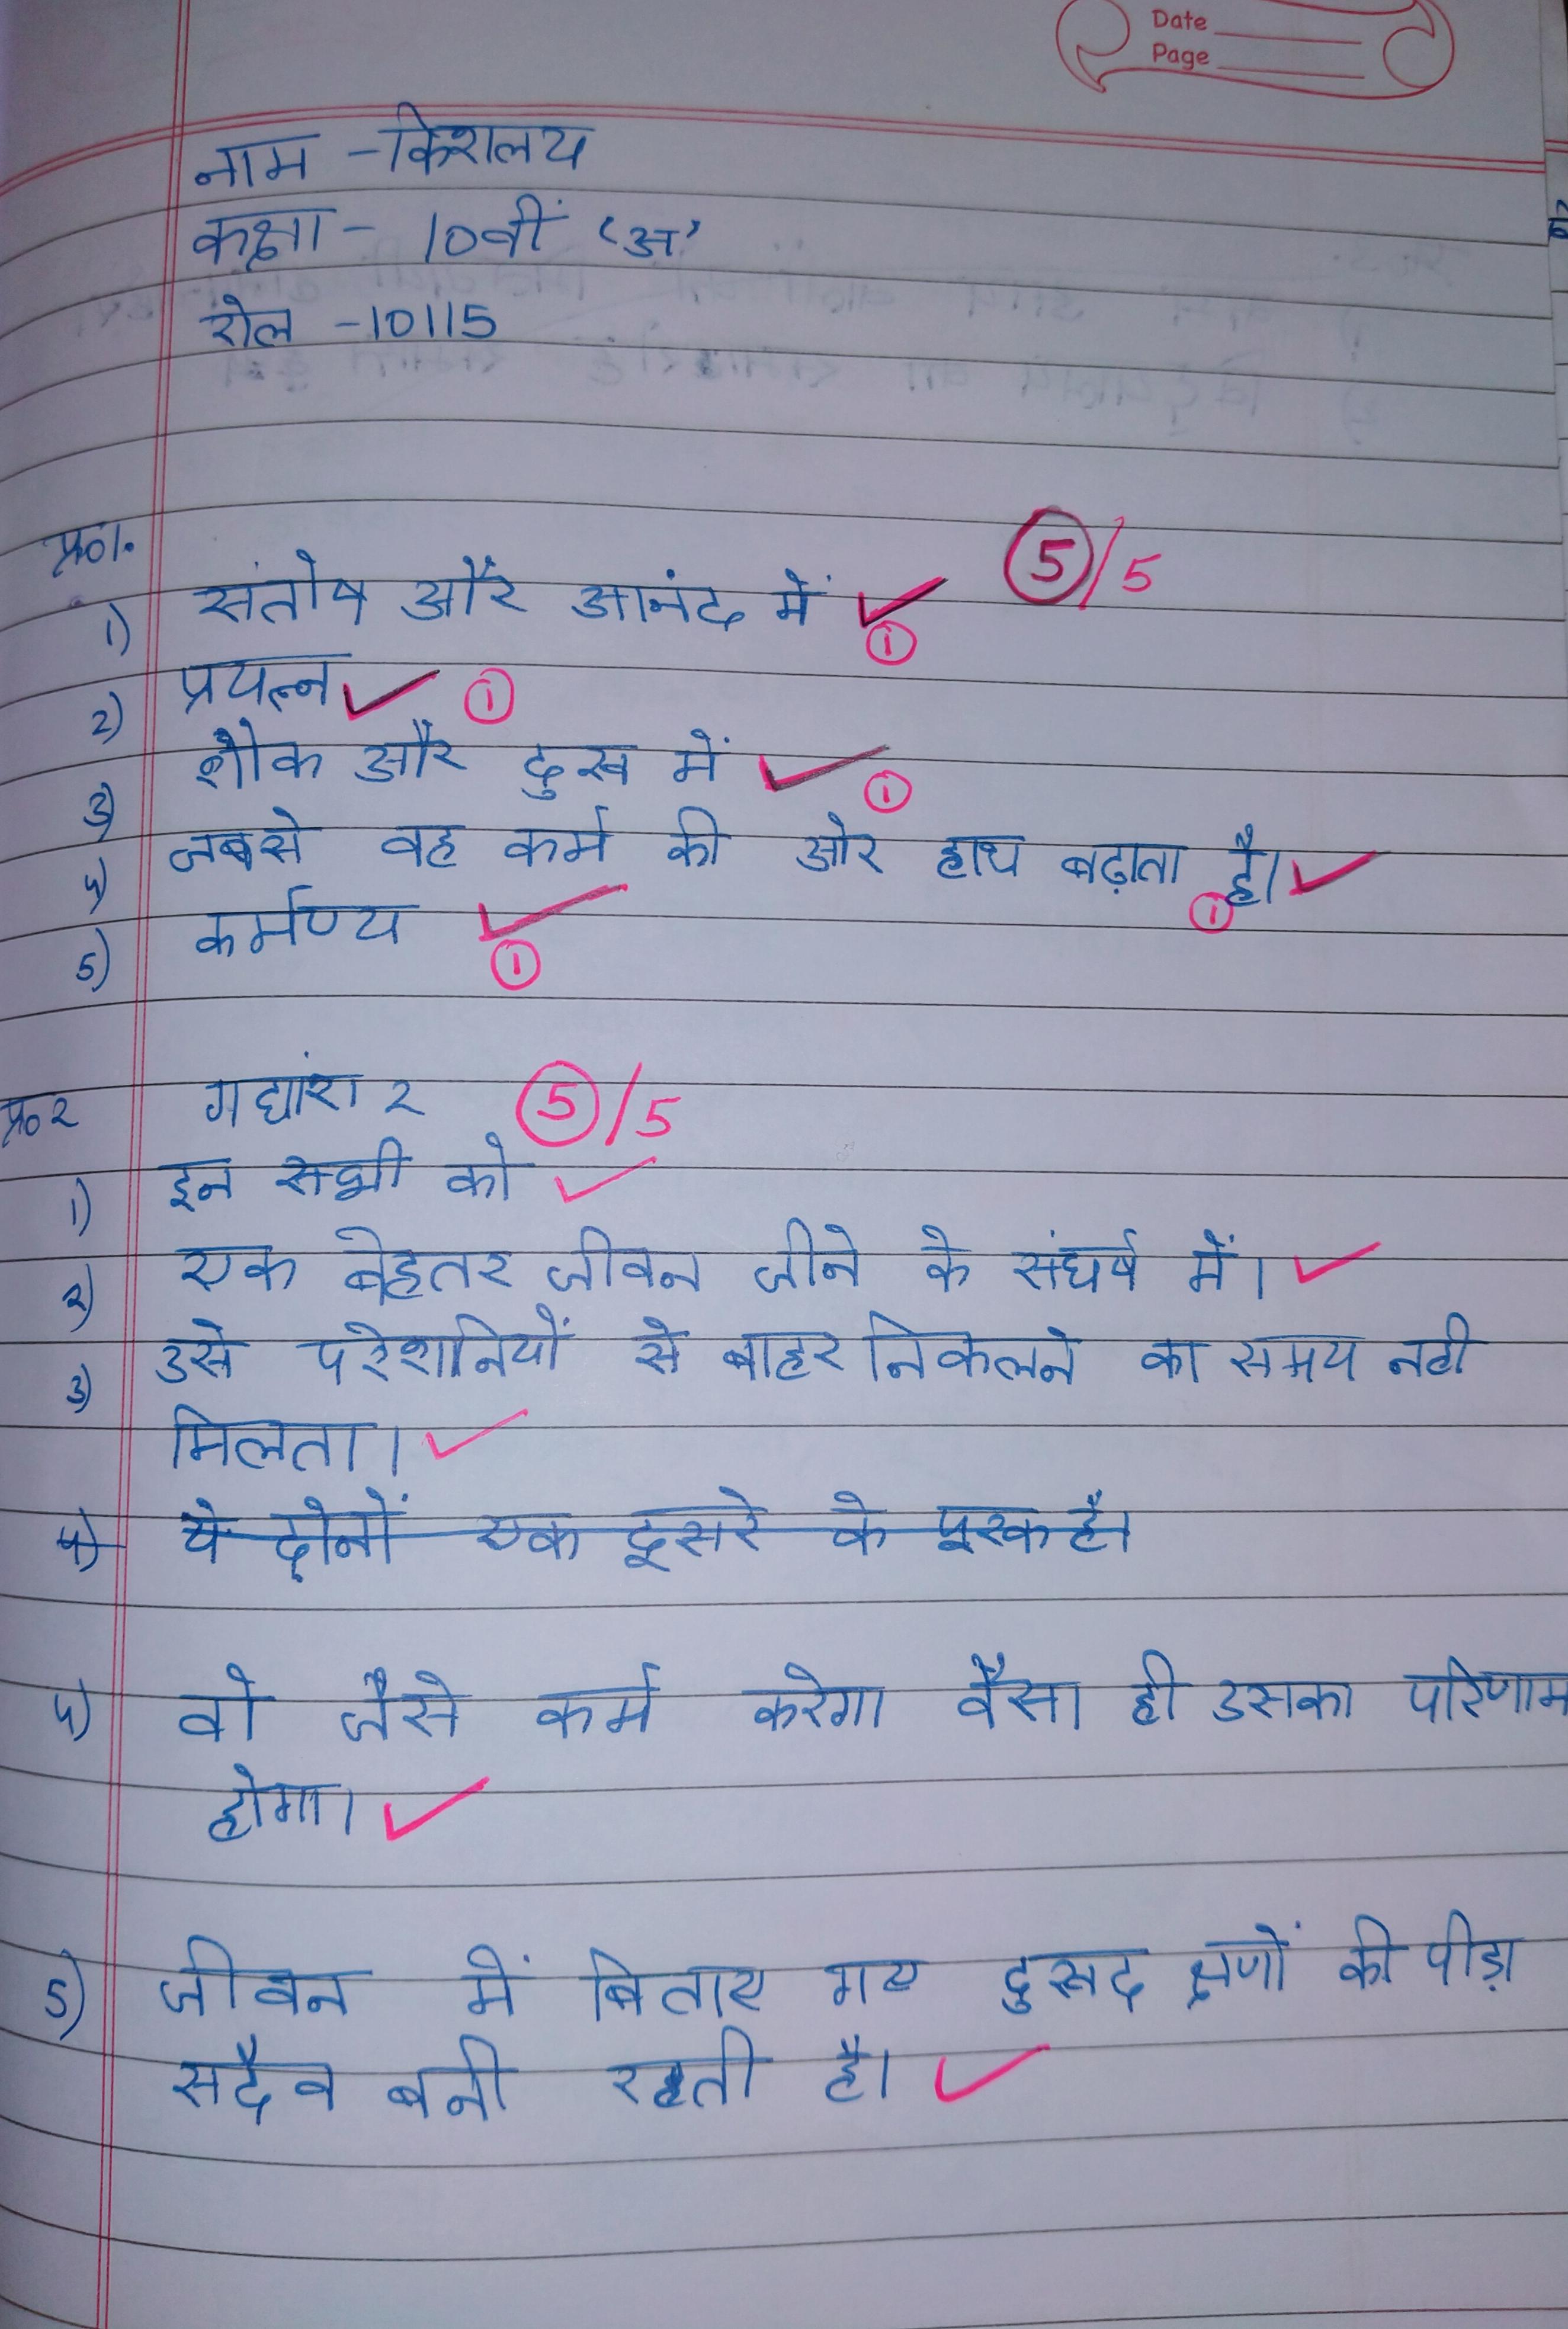 Date
Page
नाम - किशलय
कक्षा - 10वीं 'अ'
रोल - 10115
प्र०1.
5/5
1) संतोष और आनंद में ✓ 1
2) प्रयत्न ✓ 1
3) शोक और दुख में ✓ 1
4) जबसे वह कर्म की ओर हाथ बढ़ाता है। ✓ 1
5) कर्मण्य ✓ 1
प्र०2 गद्यांश 2 5/5
1) इन सभी को ✓
2) एक बेहतर जीवन जीने के संघर्ष में। ✓
3) उसे परेशानियों से बाहर निकलने का समय नही
मिलता। ✓
4) ये दोनों एक दूसरे के पूरक है।
4) वो जैसे कर्म करेगा वैसा ही उसका परिणाम
होगा। ✓
5) जीवन में बिताए गए दुखद क्षणों की पीड़ा
सदैव बनी रहती है। ✓